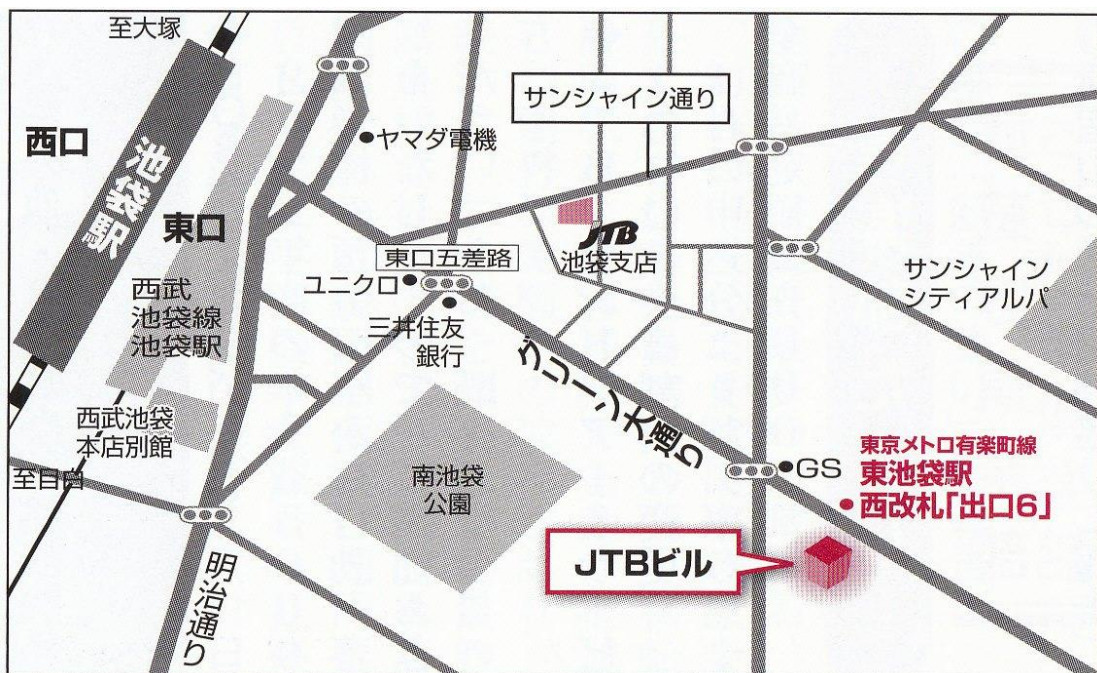 至大塚
サンシャイン通り
西口
池袋駅
ヤマダ電機
東口
JTB
池袋支店
東口五差路
ユニクロ
西武
池袋線
池袋駅
三井住友
銀行
サンシャイン
シティアルパ
グリーン大通り
西武池袋
本店別館
至目白
南池袋
公園
GS
東京メトロ有楽町線
東池袋駅
西改札「出口6」
JTBビル
明治通り